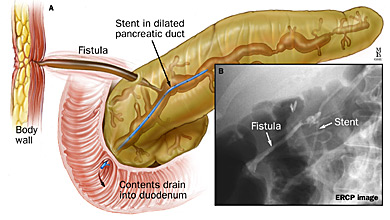 A
Stent in dilated
pancreatic duct
Fistula
Body
wall
Contents drain
into duodenum
B
Fistula
Stent
ERCP image